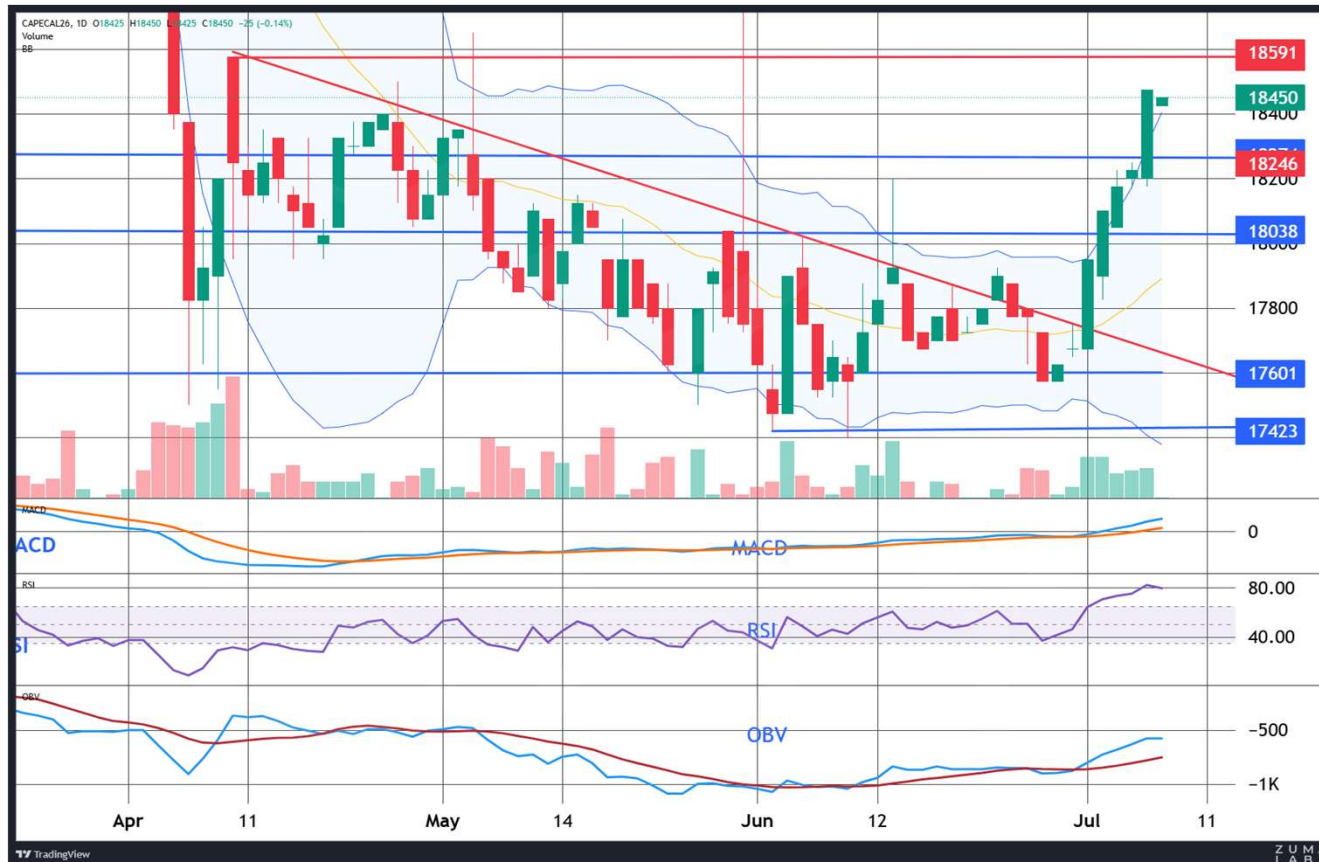 CAPECAL26, 1D O18425 H18450 L18425 C18450 -25 (-0.14%)
Volume
BB
18591
18450
18400
18246
18200
18038
18000
17800
17601
17423
MACD
ACD
MACD
0
RSI
80.00
SI
RSI
40.00
OBV
OBV
-500
-1K
Apr 11 May 14 Jun 12 Jul 11
TradingView
ZUM
LAB